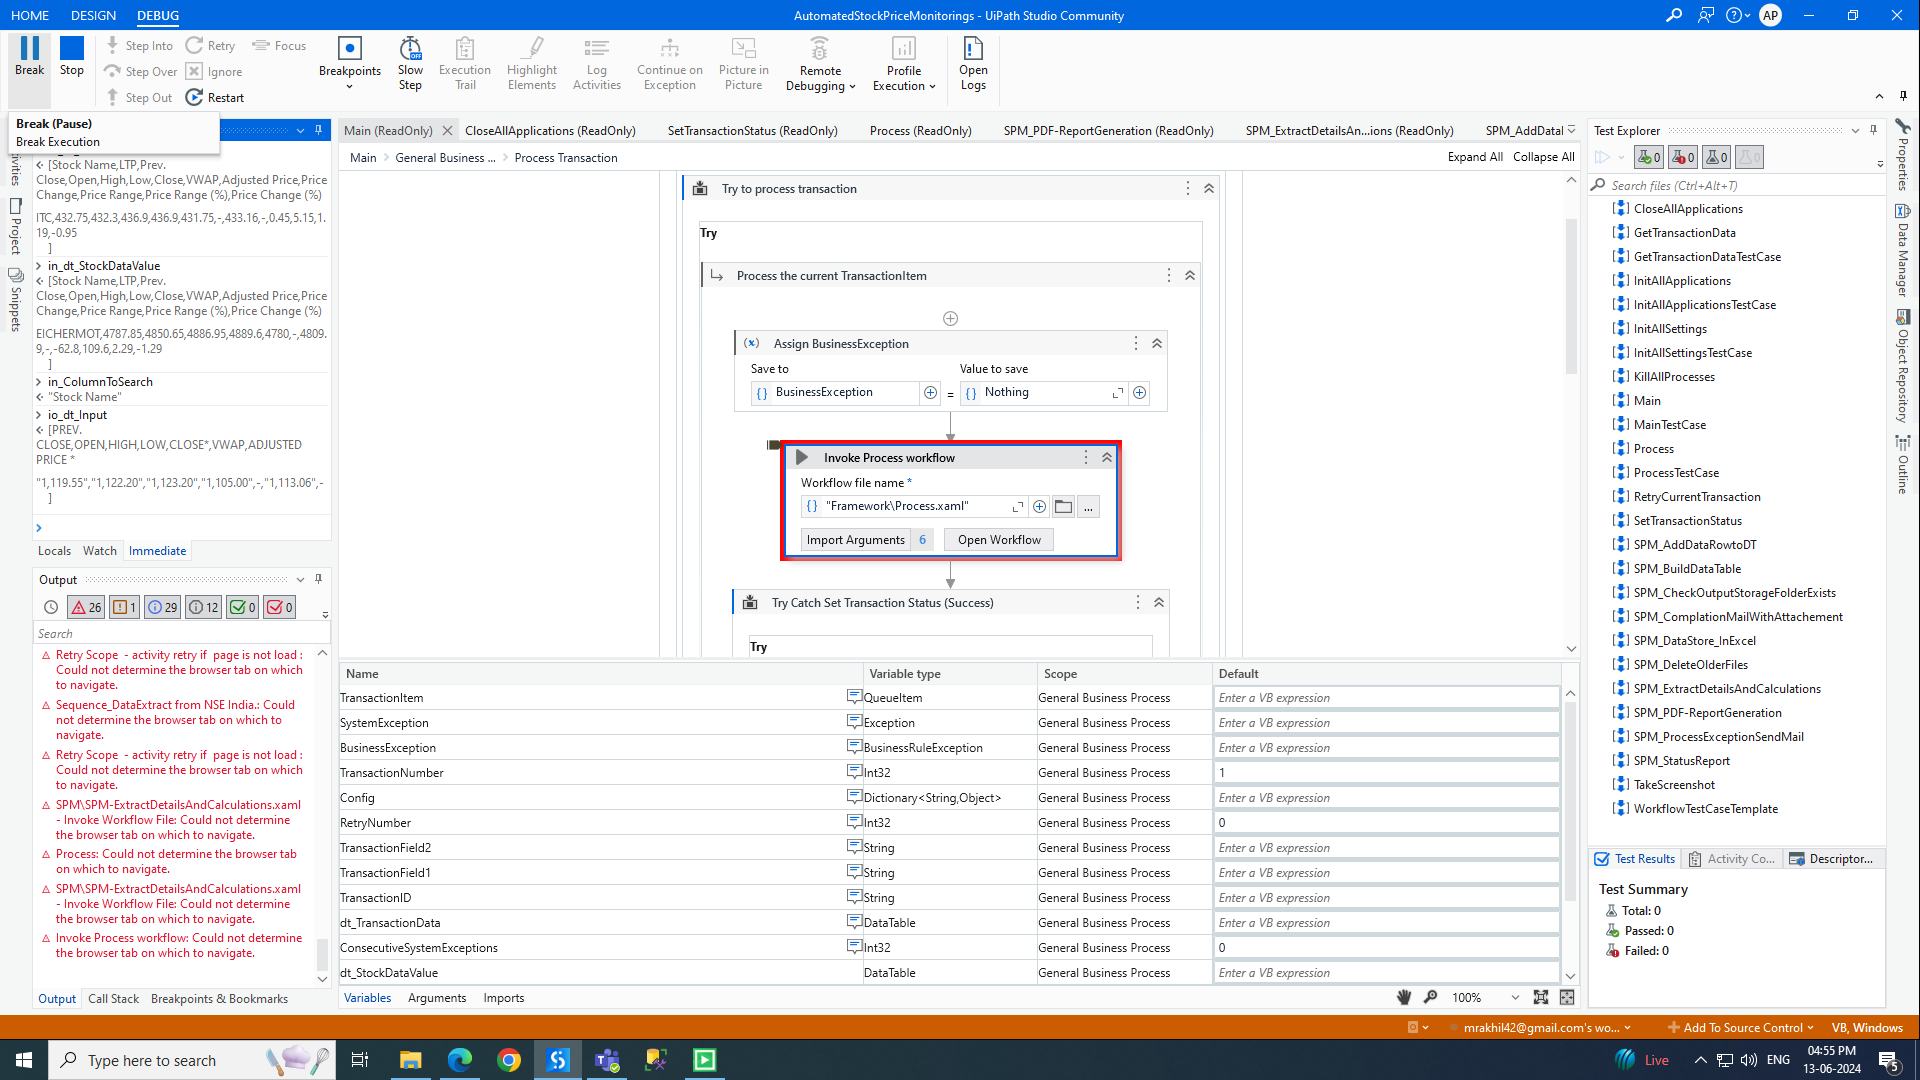 HOME DESIGN DEBUG
AutomatedStockPriceMonitorings - UiPath Studio Community
AP
Break
Stop
Step Into
Step Over
Step Out
Retry
Ignore
Restart
Focus
Breakpoints
Slow Step
Execution Trail
Highlight Elements
Log Activities
Continue on Exception
Picture in Picture
Remote Debugging
Profile Execution
Open Logs
Break (Pause)
Break Execution
Project
Snippets
[Stock Name,LTP,Prev.
Close,Open,High,Low,Close,VWAP,Adjusted Price,Price
Change,Price Range,Price Range (%),Price Change (%)
ITC,432.75,432.3,436.9,436.9,431.75,-,433.16,-,0.45,5.15,1.
19,-0.95
]
in_dt_StockDataValue
[Stock Name,LTP,Prev.
Close,Open,High,Low,Close,VWAP,Adjusted Price,Price
Change,Price Range,Price Range (%),Price Change (%)
EICHERMOT,4787.85,4850.65,4886.95,4889.6,4780,-,4809.
9,-,-62.8,109.6,2.29,-1.29
]
in_ColumnToSearch
"Stock Name"
io_dt_Input
[PREV.
CLOSE,OPEN,HIGH,LOW,CLOSE*,VWAP,ADJUSTED
PRICE *
"1,119.55","1,122.20","1,123.20","1,105.00",-,"1,113.06",-
]
Locals Watch Immediate
Output
26 1 29 12 0 0
Search
Retry Scope - activity retry if page is not load :
Could not determine the browser tab on which
to navigate.
Sequence_DataExtract from NSE India.: Could
not determine the browser tab on which to
navigate.
Retry Scope - activity retry if page is not load :
Could not determine the browser tab on which
to navigate.
SPM\SPM-ExtractDetailsAndCalculations.xaml
- Invoke Workflow File: Could not determine
the browser tab on which to navigate.
Process: Could not determine the browser tab
on which to navigate.
SPM\SPM-ExtractDetailsAndCalculations.xaml
- Invoke Workflow File: Could not determine
the browser tab on which to navigate.
Invoke Process workflow: Could not determine
the browser tab on which to navigate.
Output Call Stack Breakpoints & Bookmarks
Main (ReadOnly) CloseAllApplications (ReadOnly) SetTransactionStatus (ReadOnly) Process (ReadOnly) SPM_PDF-ReportGeneration (ReadOnly) SPM_ExtractDetailsAn...ions (ReadOnly) SPM_AddDatal
Main General Business ... Process Transaction
Expand All Collapse All
Try to process transaction
Try
Process the current TransactionItem
(x) Assign BusinessException
Save to Value to save
BusinessException = Nothing
Invoke Process workflow
Workflow file name *
"Framework\Process.xaml"
...
Import Arguments 6 Open Workflow
Try Catch Set Transaction Status (Success)
Try
Name Variable type Scope Default
TransactionItem QueueItem General Business Process Enter a VB expression
SystemException Exception General Business Process Enter a VB expression
BusinessException BusinessRuleException General Business Process Enter a VB expression
TransactionNumber Int32 General Business Process 1
Config Dictionary<String,Object> General Business Process Enter a VB expression
RetryNumber Int32 General Business Process 0
TransactionField2 String General Business Process Enter a VB expression
TransactionField1 String General Business Process Enter a VB expression
TransactionID String General Business Process Enter a VB expression
dt_TransactionData DataTable General Business Process Enter a VB expression
ConsecutiveSystemExceptions Int32 General Business Process 0
dt_StockDataValue DataTable General Business Process Enter a VB expression
Variables Arguments Imports
100%
Test Explorer
0 0 0 0
Search files (Ctrl+Alt+T)
CloseAllApplications
GetTransactionData
GetTransactionDataTestCase
InitAllApplications
InitAllApplicationsTestCase
InitAllSettings
InitAllSettingsTestCase
KillAllProcesses
Main
MainTestCase
Process
ProcessTestCase
RetryCurrentTransaction
SetTransactionStatus
SPM_AddDataRowtoDT
SPM_BuildDataTable
SPM_CheckOutputStorageFolderExists
SPM_ComplationMailWithAttachement
SPM_DataStore_InExcel
SPM_DeleteOlderFiles
SPM_ExtractDetailsAndCalculations
SPM_PDF-ReportGeneration
SPM_ProcessExceptionSendMail
SPM_StatusReport
TakeScreenshot
WorkflowTestCaseTemplate
Test Results Activity Co... Descriptor...
Test Summary
Total: 0
Passed: 0
Failed: 0
Properties
Data Manager
Object Repository
Outline
mrakhil42@gmail.com's wo...
Add To Source Control
VB, Windows
Type here to search
Live
ENG
04:55 PM
13-06-2024
5